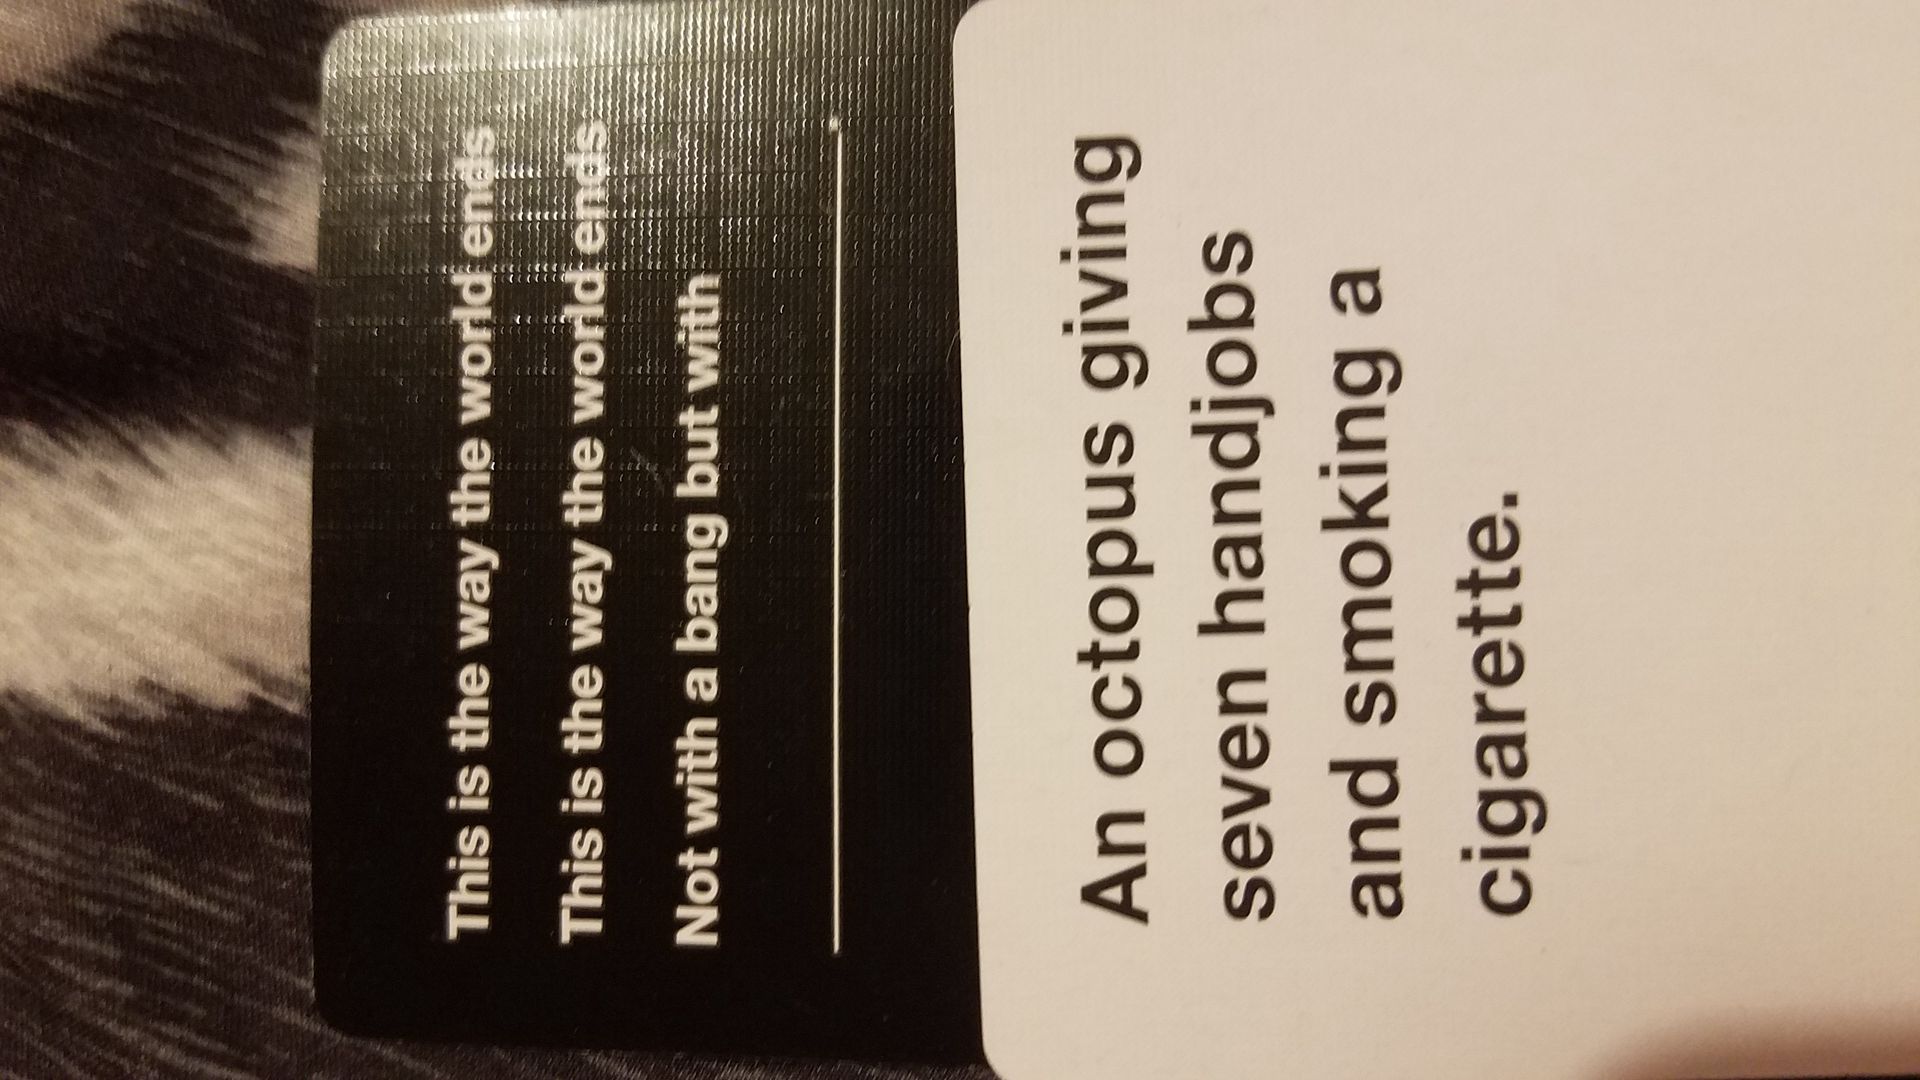 This is the way the world ends
This is the way the world ends
Not with a bang but with
__________.
An octopus giving
seven handjobs
and smoking a
cigarette.